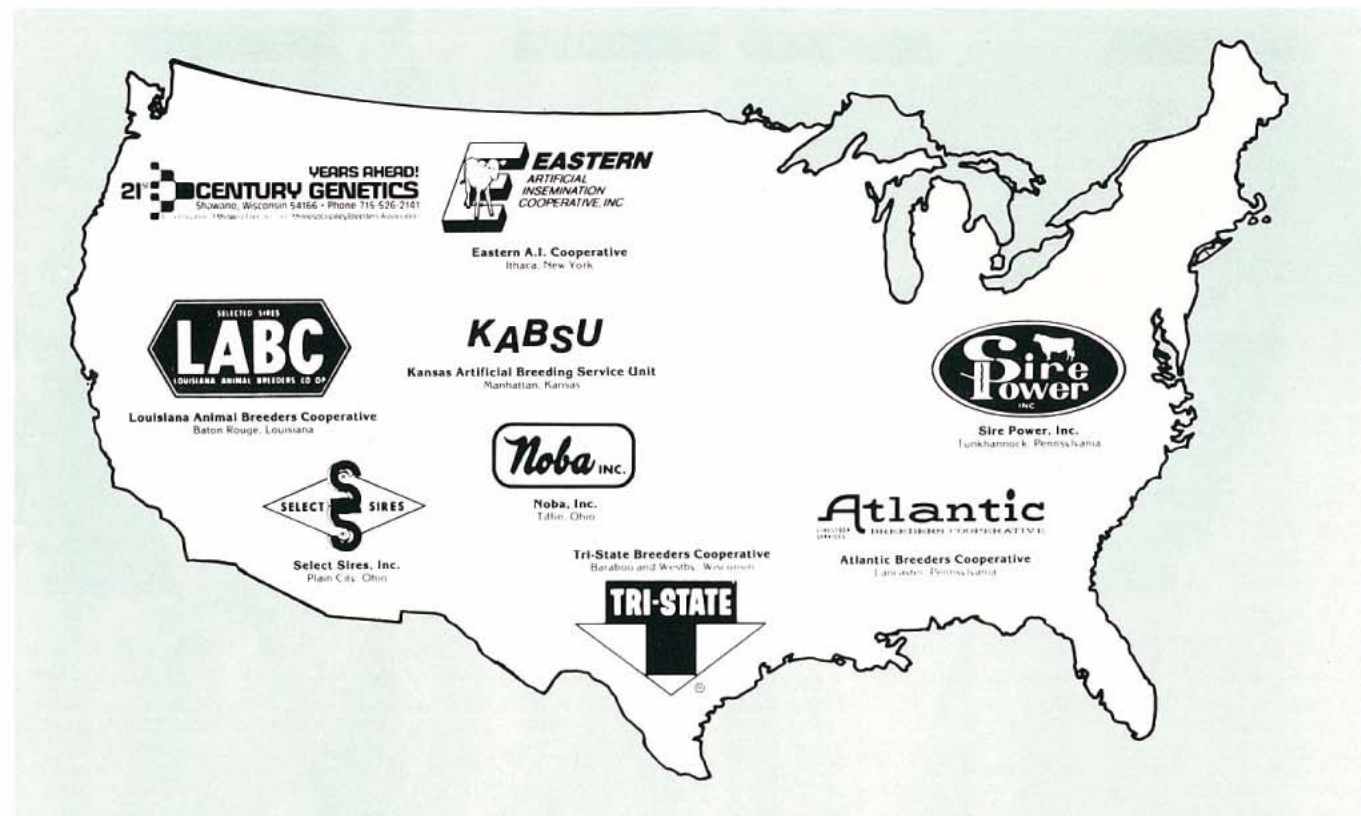 YEARS AHEAD!
21st CENTURY GENETICS
Shawano, Wisconsin 54166 • Phone 715-526-2141
EASTERN
ARTIFICIAL
INSEMINATION
COOPERATIVE, INC
Eastern A.I. Cooperative
Ithaca, New York
SELECTED SIRES
LABC
LOUISIANA ANIMAL BREEDERS CO OP
Louisiana Animal Breeders Cooperative
Baton Rouge, Louisiana
KABSU
Kansas Artificial Breeding Service Unit
Manhattan, Kansas
Sire
Power
INC
Sire Power, Inc.
Tunkhannock, Pennsylvania
Noba INC.
Noba, Inc.
Tiffin, Ohio
SELECT SIRES
Select Sires, Inc.
Plain City, Ohio
Atlantic
LIVESTOCK SERVICES BREEDERS COOPERATIVE
Atlantic Breeders Cooperative
Lancaster, Pennsylvania
Tri-State Breeders Cooperative
Baraboo and Westby, Wisconsin
TRI-STATE